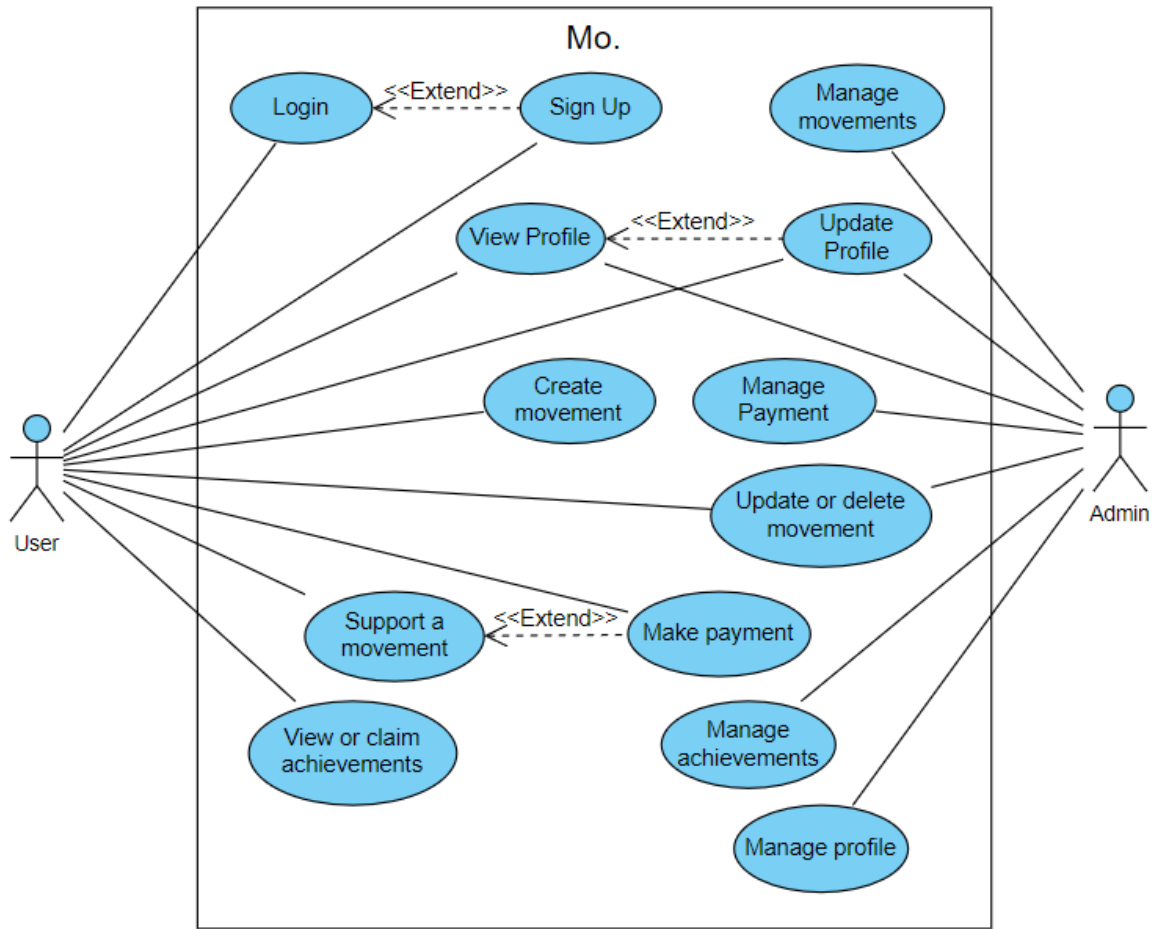 Mo.
Login
<<Extend>>
Sign Up
Manage
movements
View Profile
<<Extend>>
Update
Profile
Create
movement
Manage
Payment
User
Update or delete
movement
Admin
Support a
movement
<<Extend>>
Make payment
View or claim
achievements
Manage
achievements
Manage profile